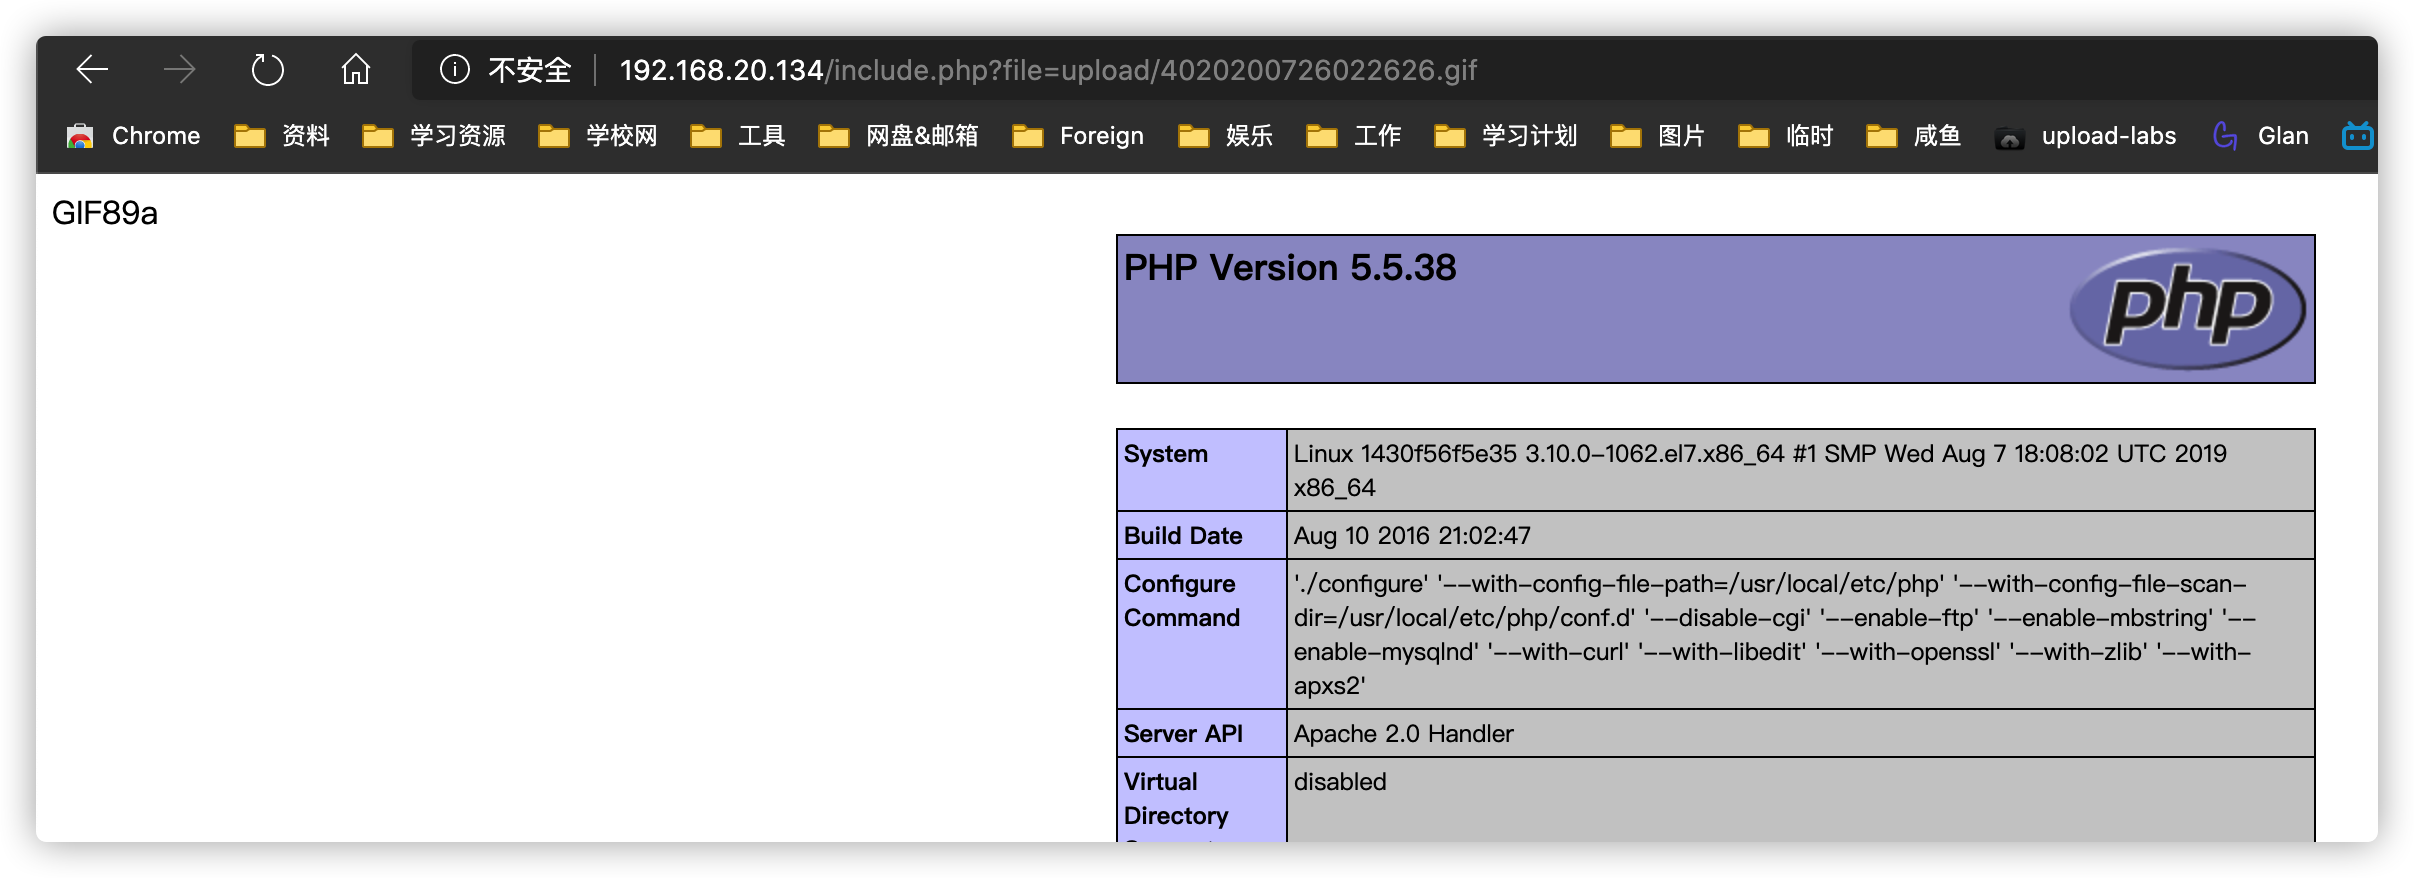 不安全 192.168.20.134/include.php?file=upload/4020200726022626.gif
Chrome 资料 学习资源 学校网 工具 网盘&邮箱 Foreign 娱乐 工作 学习计划 图片 临时 咸鱼 upload-labs Glan
GIF89a
PHP Version 5.5.38
php
System Linux 1430f56f5e35 3.10.0-1062.el7.x86_64 #1 SMP Wed Aug 7 18:08:02 UTC 2019
x86_64
Build Date Aug 10 2016 21:02:47
Configure './configure' '--with-config-file-path=/usr/local/etc/php' '--with-config-file-scan-
Command dir=/usr/local/etc/php/conf.d' '--disable-cgi' '--enable-ftp' '--enable-mbstring' '--
enable-mysqlnd' '--with-curl' '--with-libedit' '--with-openssl' '--with-zlib' '--with-
apxs2'
Server API Apache 2.0 Handler
Virtual disabled
Directory